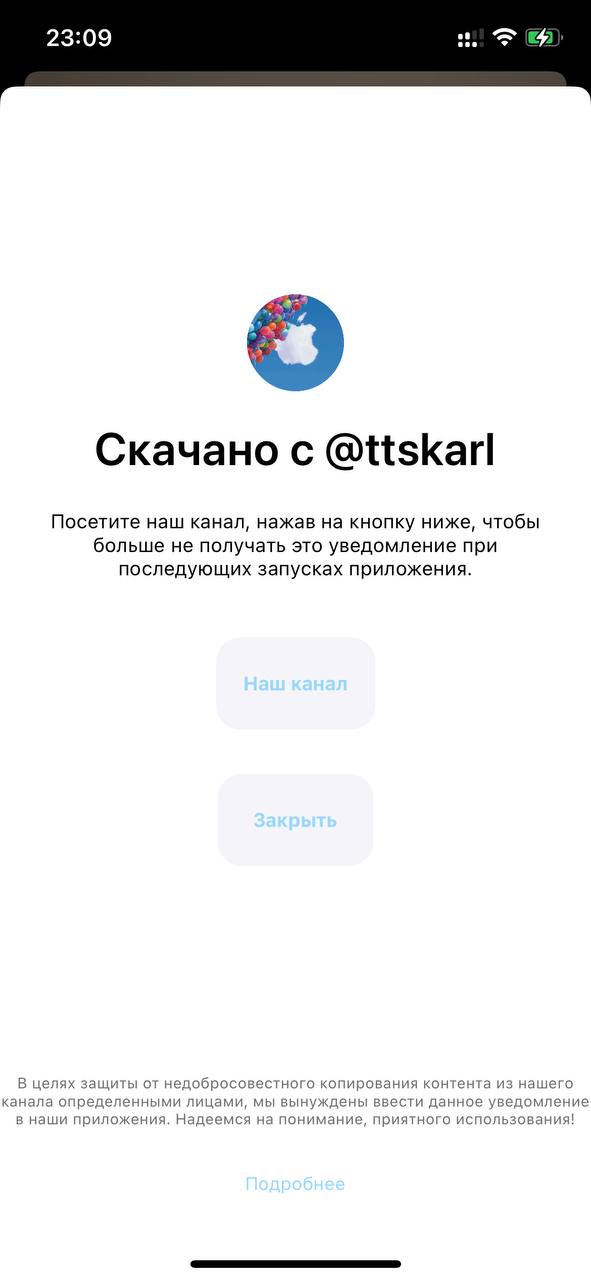 23:09
Скачано с @ttskarl
Посетите наш канал, нажав на кнопку ниже, чтобы
больше не получать это уведомление при
последующих запусках приложения.
Наш канал
Закрыть
В целях защиты от недобросовестного копирования контента из нашего
канала определенными лицами, мы вынуждены ввести данное уведомление
в наши приложения. Надеемся на понимание, приятного использования!
Подробнее